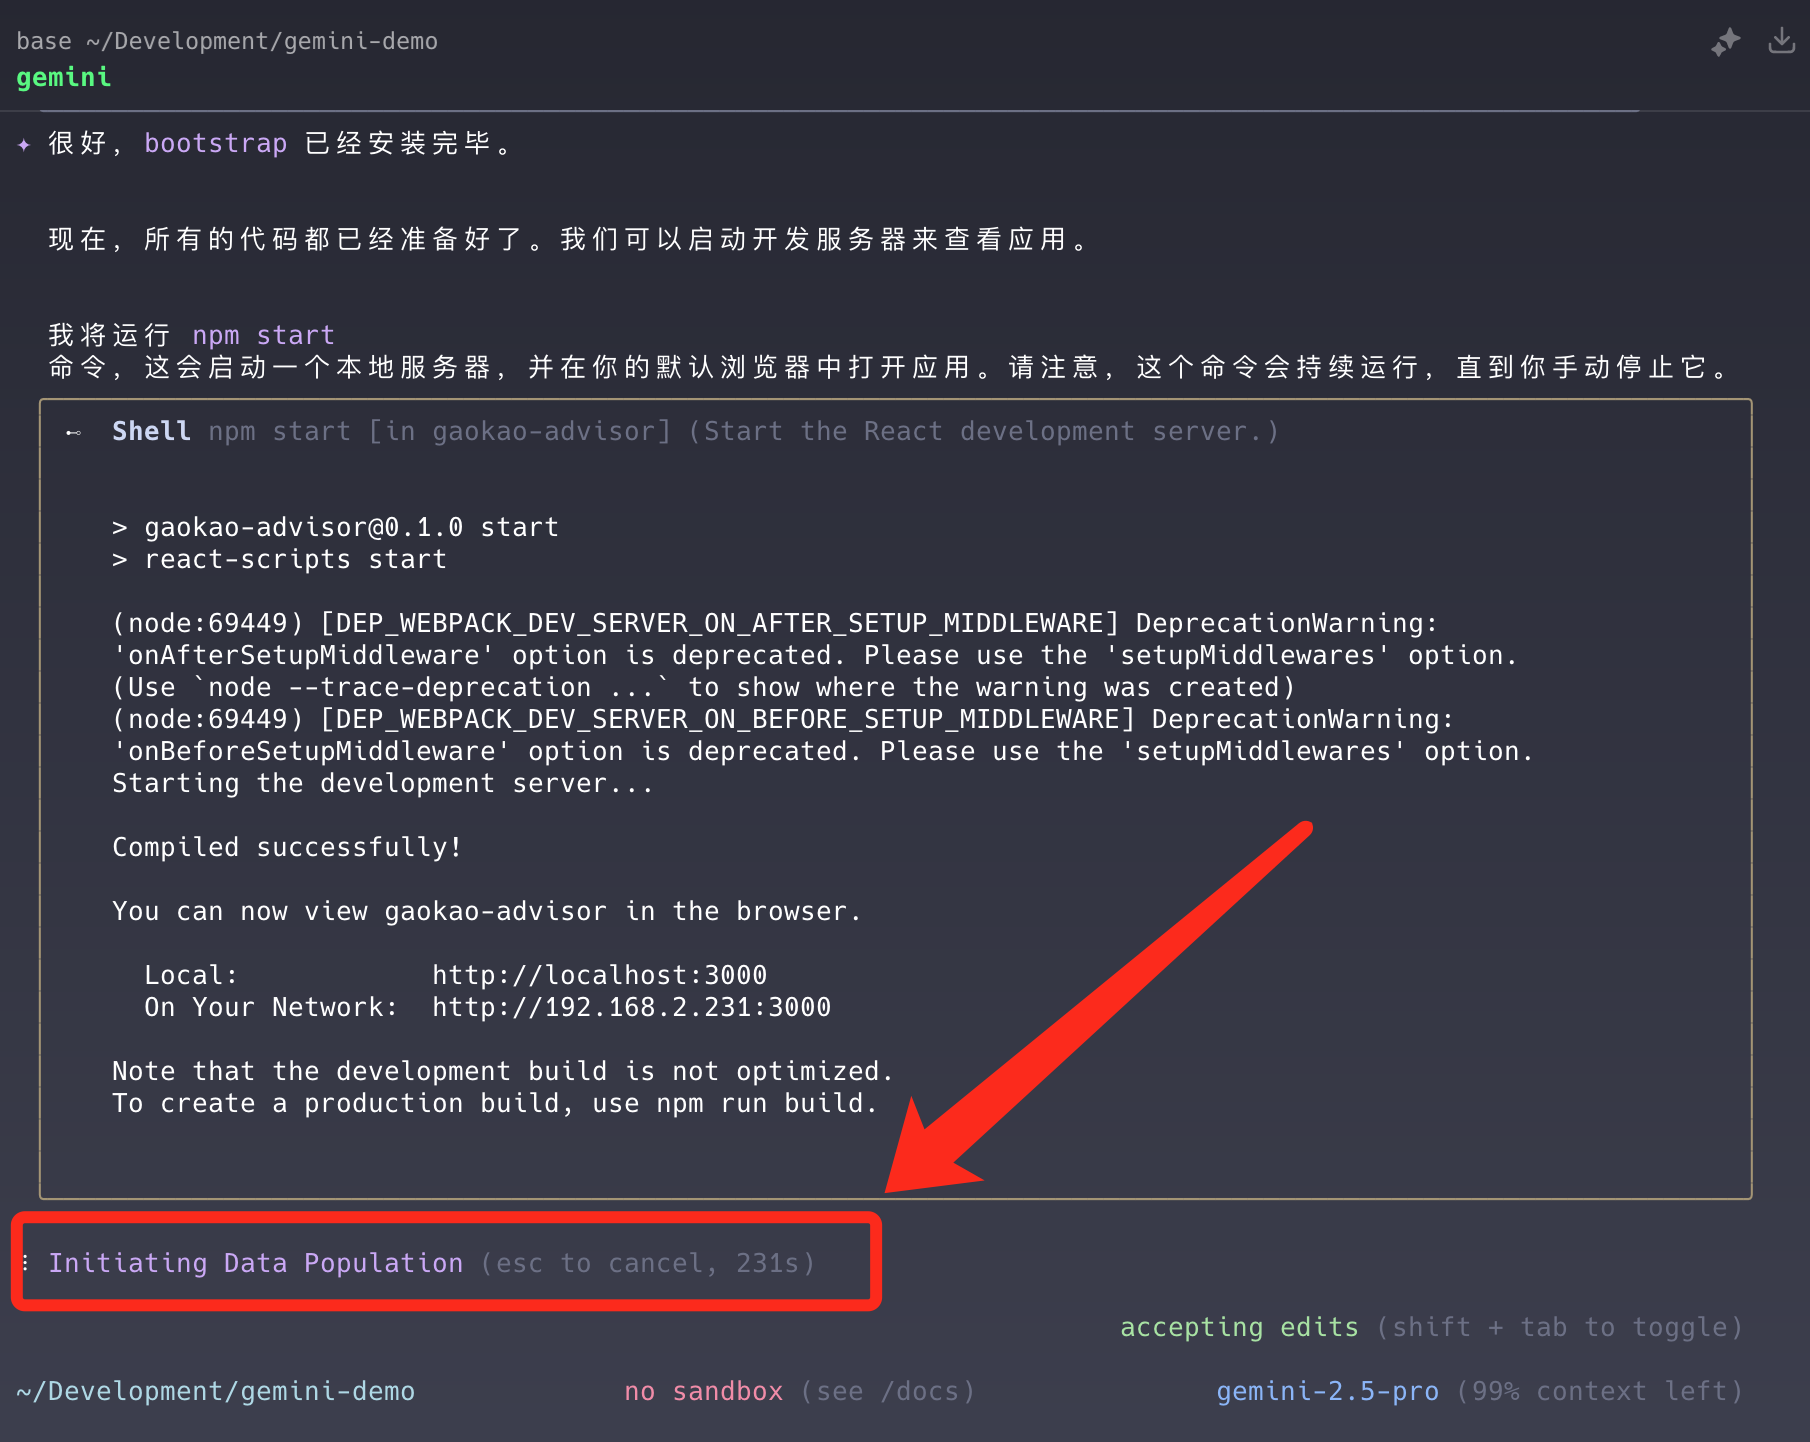 base ~/Development/gemini-demo
gemini
✦ 很好，bootstrap 已经安装完毕。
现在，所有的代码都已经准备好了。我们可以启动开发服务器来查看应用。
我将运行 npm start
命令，这会启动一个本地服务器，并在你的默认浏览器中打开应用。请注意，这个命令会持续运行，直到你手动停止它。
⊷ Shell npm start [in gaokao-advisor] (Start the React development server.)
> gaokao-advisor@0.1.0 start
> react-scripts start
(node:69449) [DEP_WEBPACK_DEV_SERVER_ON_AFTER_SETUP_MIDDLEWARE] DeprecationWarning:
'onAfterSetupMiddleware' option is deprecated. Please use the 'setupMiddlewares' option.
(Use `node --trace-deprecation ...` to show where the warning was created)
(node:69449) [DEP_WEBPACK_DEV_SERVER_ON_BEFORE_SETUP_MIDDLEWARE] DeprecationWarning:
'onBeforeSetupMiddleware' option is deprecated. Please use the 'setupMiddlewares' option.
Starting the development server...
Compiled successfully!
You can now view gaokao-advisor in the browser.
Local: http://localhost:3000
On Your Network: http://192.168.2.231:3000
Note that the development build is not optimized.
To create a production build, use npm run build.
Initiating Data Population (esc to cancel, 231s)
accepting edits (shift + tab to toggle)
~/Development/gemini-demo no sandbox (see /docs) gemini-2.5-pro (99% context left)